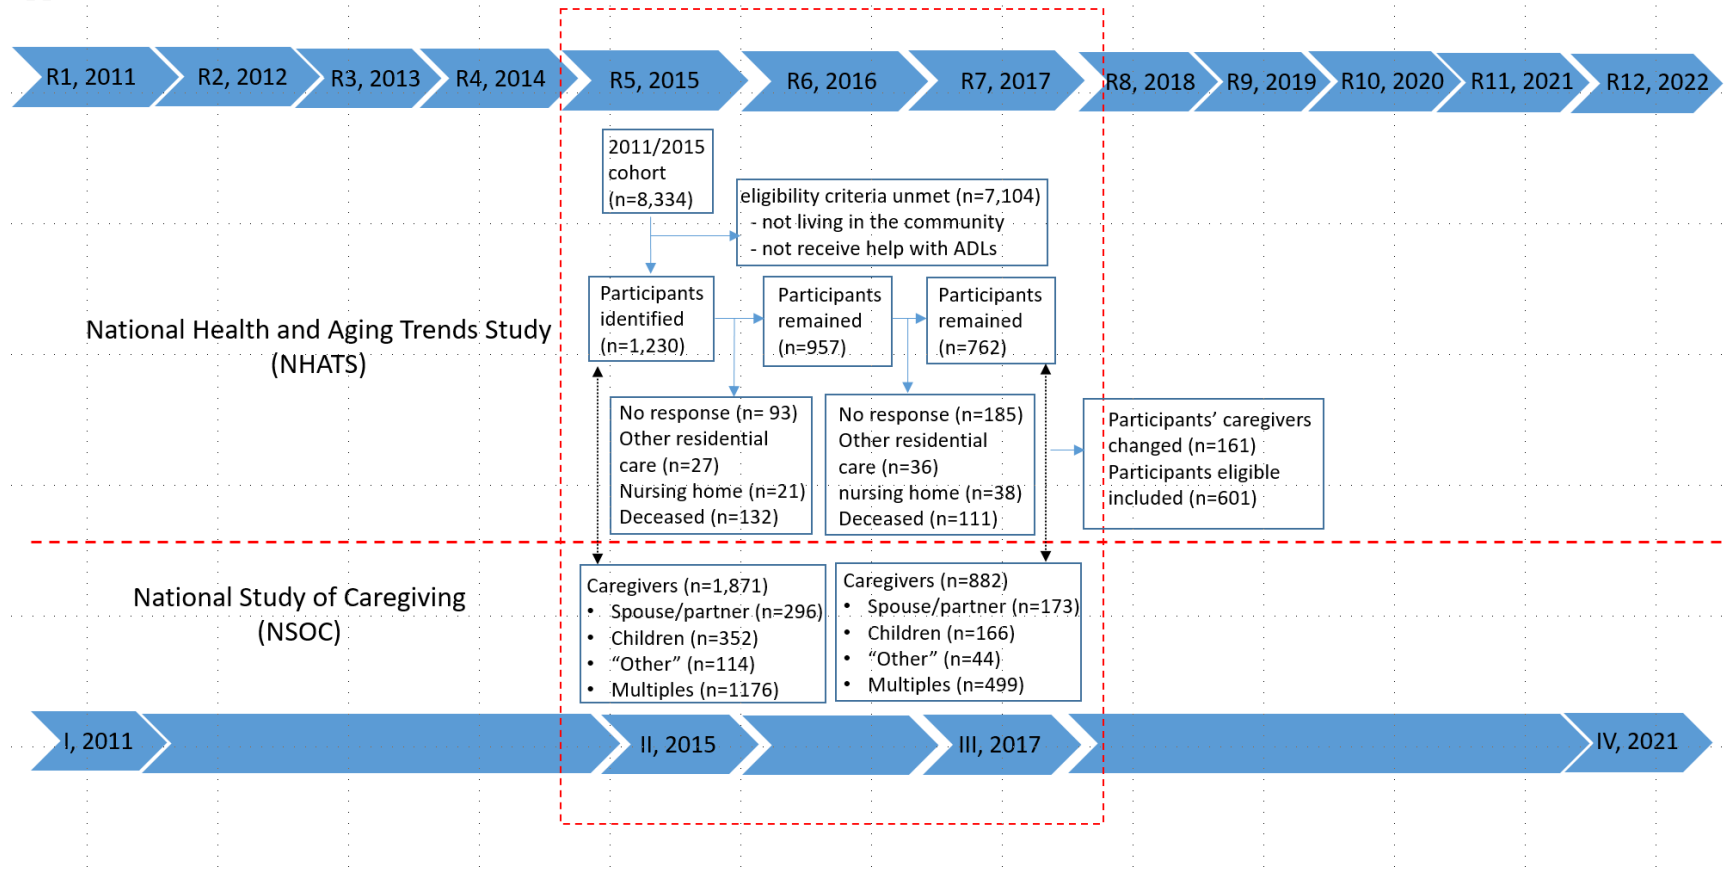 R1, 2011
R2, 2012
R3, 2013
R4, 2014
R5, 2015
R6, 2016
R7, 2017
R8, 2018
R9, 2019
R10, 2020
R11, 2021
R12, 2022
2011/2015
cohort
(n=8,334)
eligibility criteria unmet (n=7,104)
- not living in the community
- not receive help with ADLs
Participants
identified
(n=1,230)
Participants
remained
(n=957)
Participants
remained
(n=762)
National Health and Aging Trends Study
(NHATS)
No response (n= 93)
Other residential
care (n=27)
Nursing home (n=21)
Deceased (n=132)
No response (n=185)
Other residential
care (n=36)
nursing home (n=38)
Deceased (n=111)
Participants' caregivers
changed (n=161)
Participants eligible
included (n=601)
National Study of Caregiving
(NSOC)
Caregivers (n=1,871)
• Spouse/partner (n=296)
• Children (n=352)
• “Other” (n=114)
• Multiples (n=1176)
Caregivers (n=882)
• Spouse/partner (n=173)
• Children (n=166)
• “Other” (n=44)
• Multiples (n=499)
I, 2011
II, 2015
III, 2017
IV, 2021